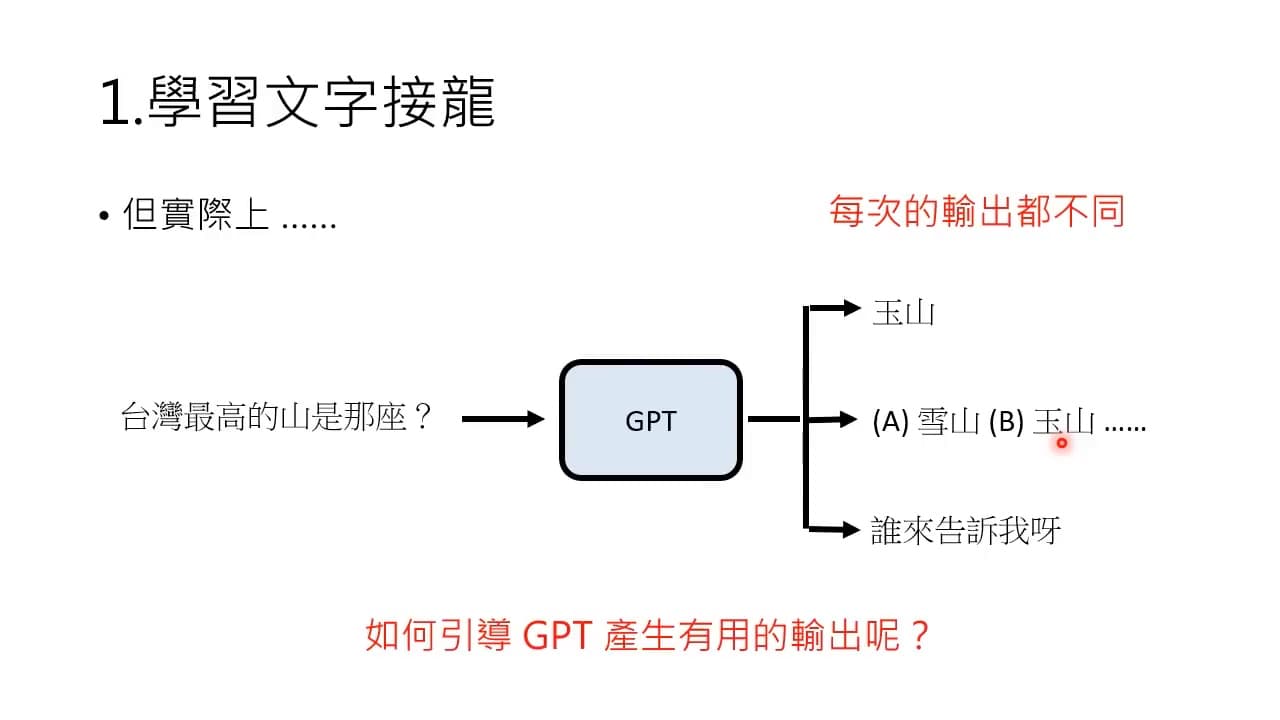 1.學習文字接龍
• 但實際上 ......
每次的輸出都不同
玉山
台灣最高的山是那座？
GPT
(A) 雪山 (B) 玉山 ......
誰來告訴我呀
如何引導 GPT 產生有用的輸出呢？